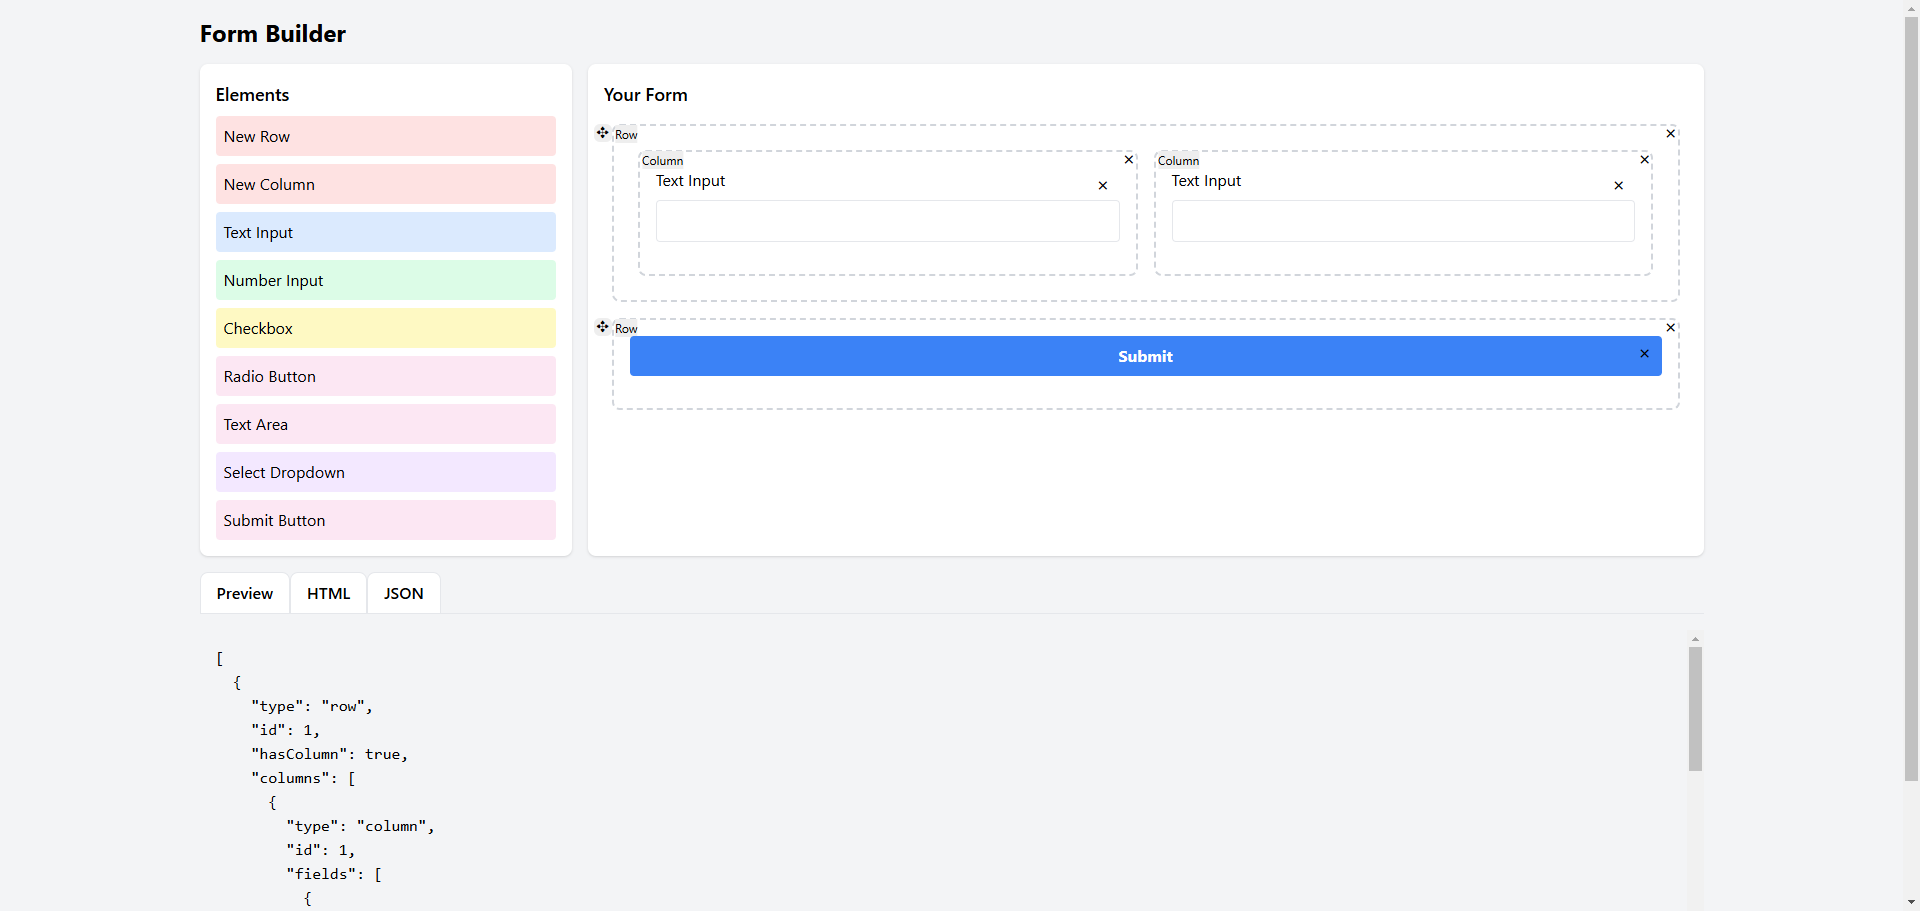 Form Builder
Elements
New Row
New Column
Text Input
Number Input
Checkbox
Radio Button
Text Area
Select Dropdown
Submit Button
Your Form
Row
Column
Text Input
Column
Text Input
Row
Submit
Preview
HTML
JSON
[
{
"type": "row",
"id": 1,
"hasColumn": true,
"columns": [
{
"type": "column",
"id": 1,
"fields": [
{